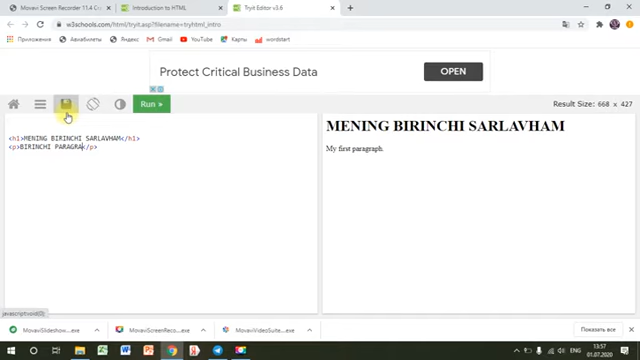 Movavi Screen Recorder 11.4 Cra
Introduction to HTML
Tryit Editor v3.6
w3schools.com/html/tryit.asp?filename=tryhtml_intro
Приложения
Авиабилеты
Яндекс
Gmail
YouTube
Карты
wordstart
Protect Critical Business Data
OPEN
Run »
Result Size: 668 x 427
<h1>MENING BIRINCHI SARLAVHAM</h1>
<p>BIRINCHI PARAGRA</p>
MENING BIRINCHI SARLAVHAM
My first paragraph.
javascript:void(0);
MovaviSlideshow....exe
MovaviScreenRecor....exe
MovaviVideoSuite....exe
Показать все
ENG
13:57
01.07.2020